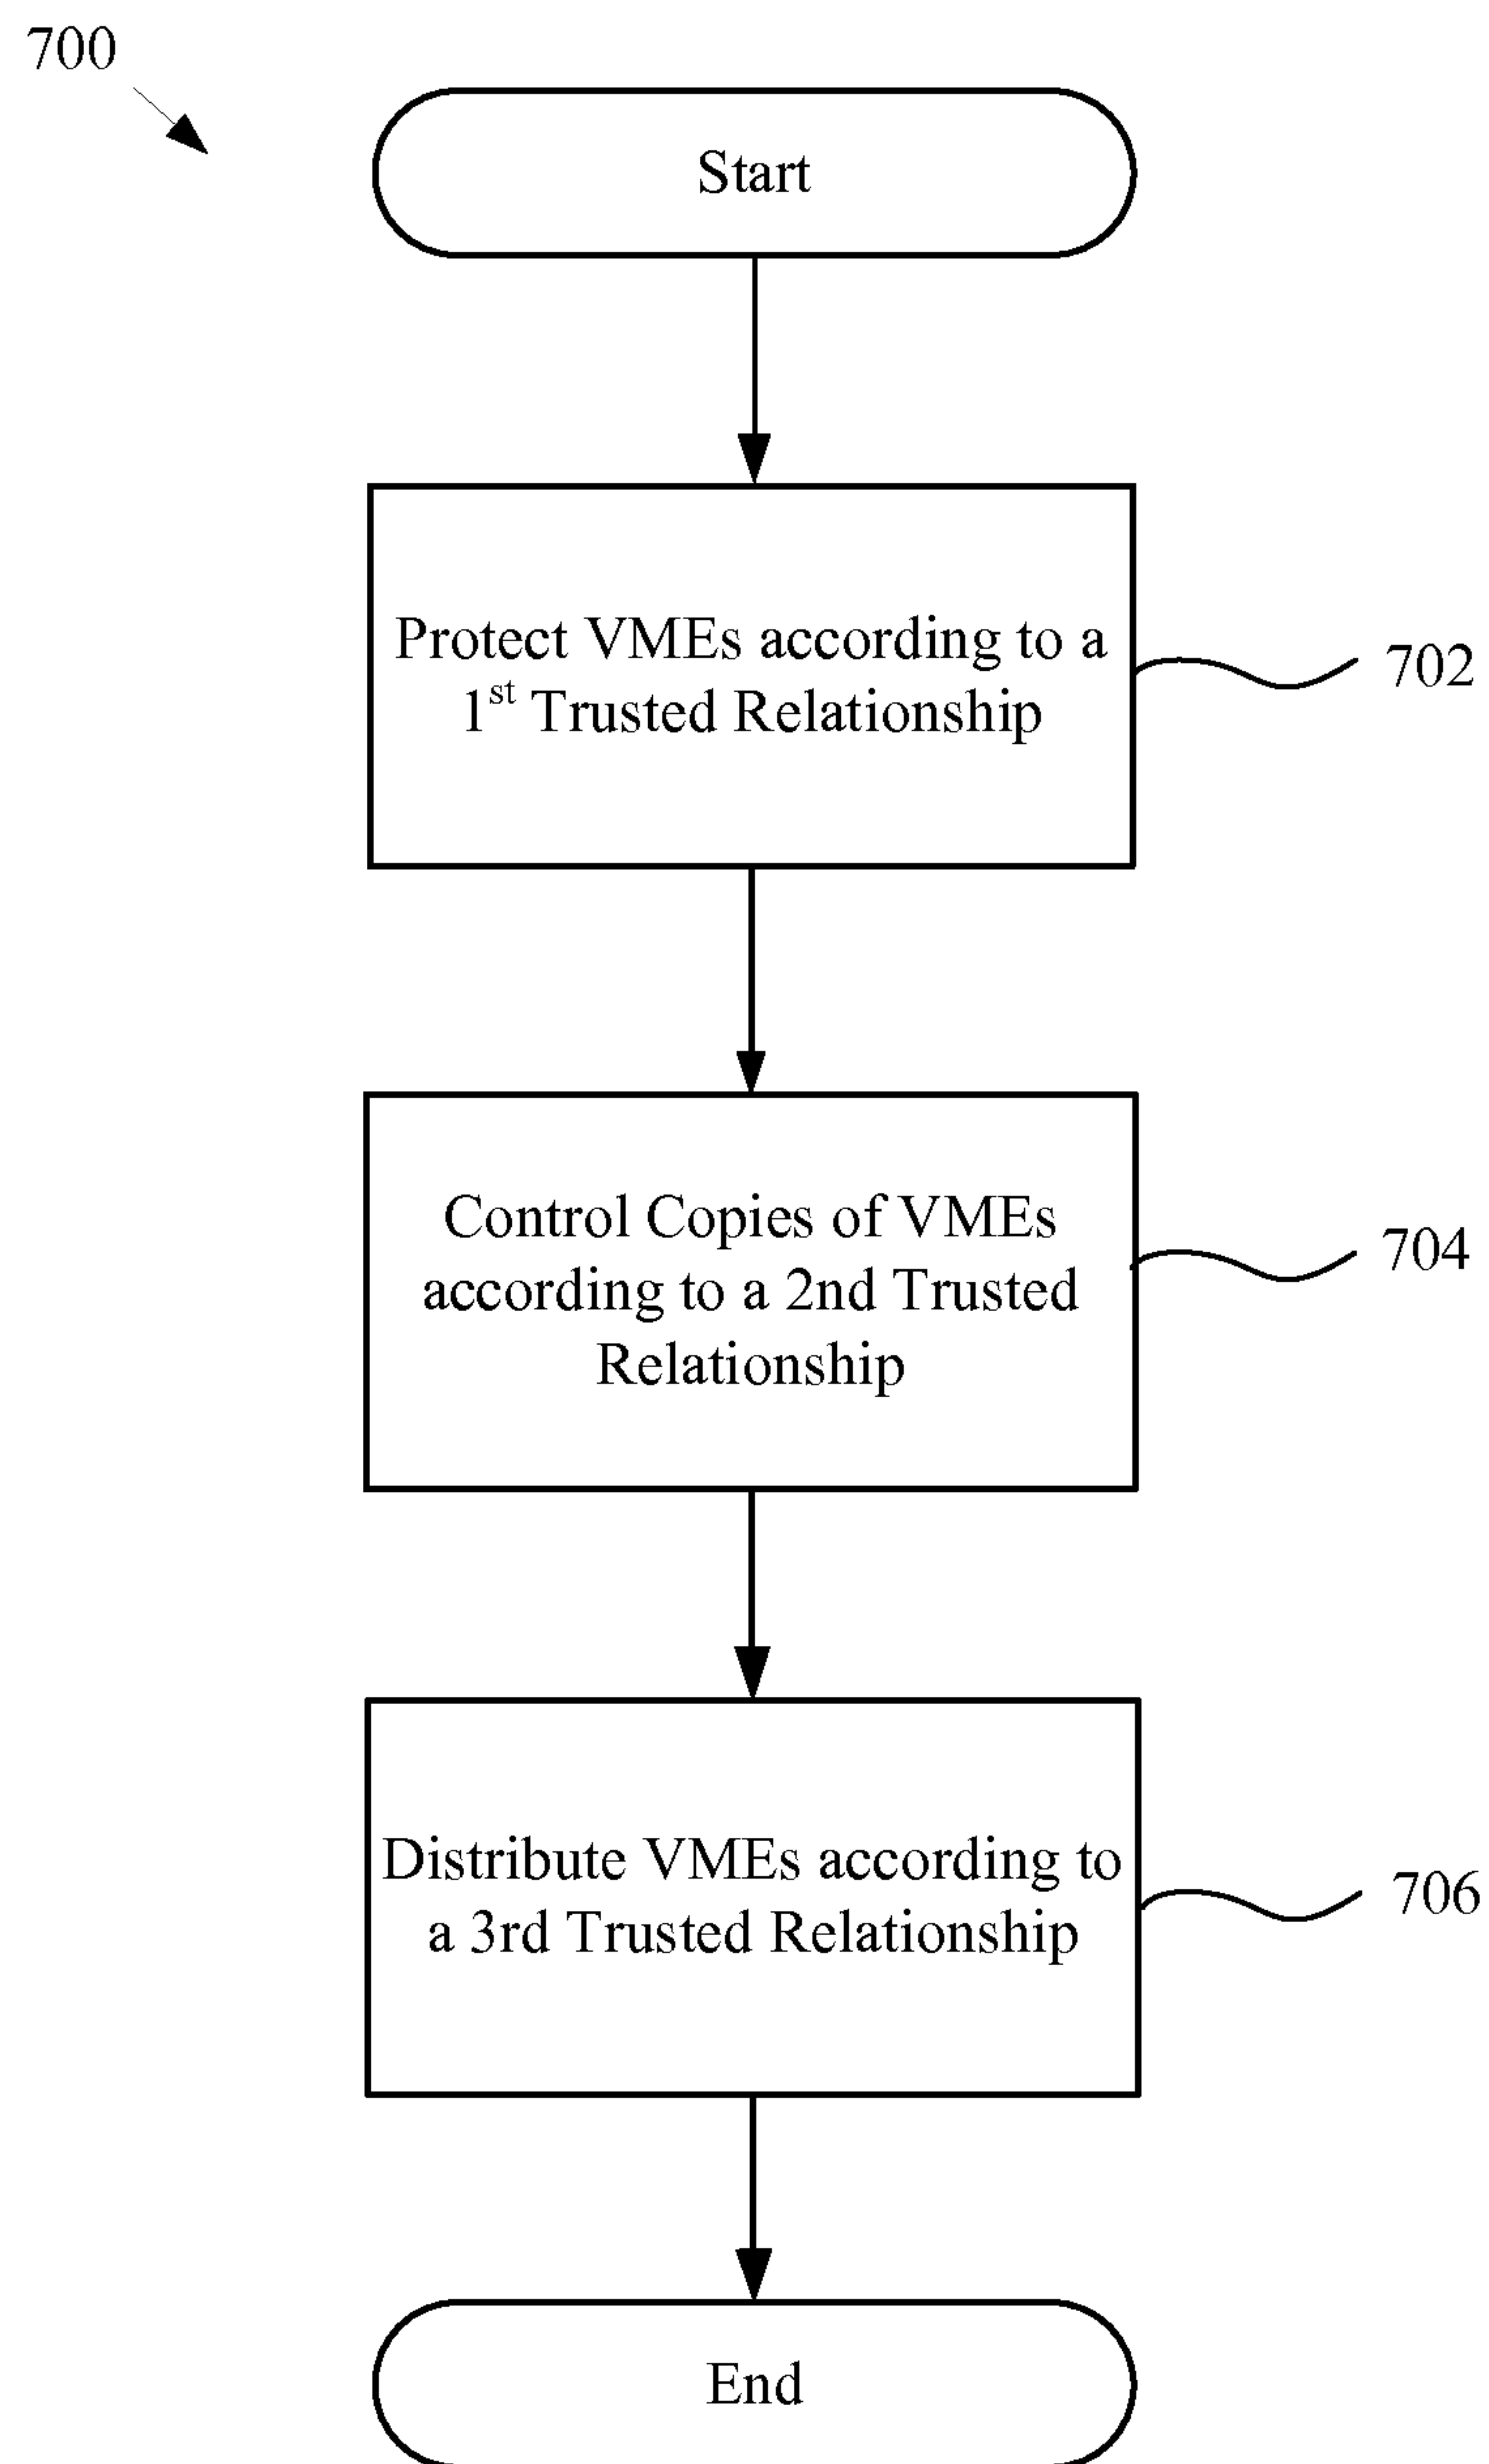 700
Start
Protect VMEs according to a
1st Trusted Relationship
702
Control Copies of VMEs
according to a 2nd Trusted
Relationship
704
Distribute VMEs according to
a 3rd Trusted Relationship
706
End